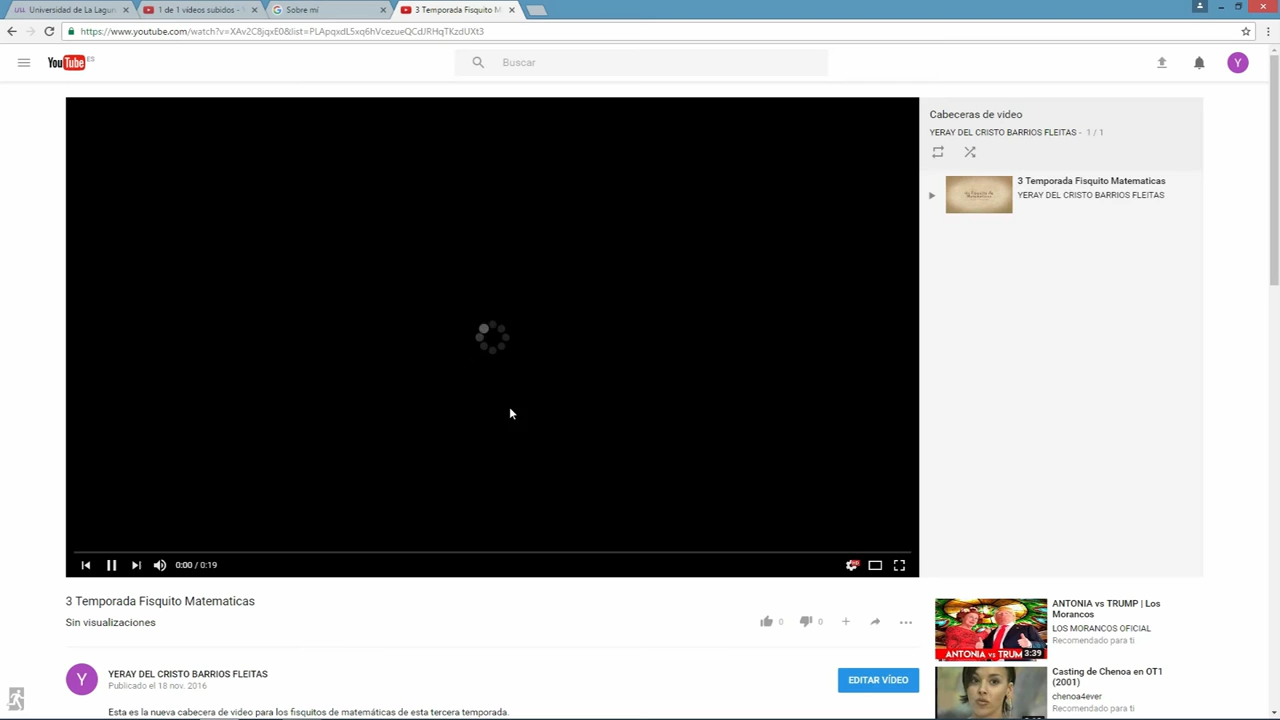 Universidad de La Lagun
1 de 1 vídeos subidos - Y
Sobre mí
3 Temporada Fisquito M
https://www.youtube.com/watch?v=XAv2C8jqxE0&list=PLApqxdL5xq6hVcezueQCdJRHqTKzdUXt3
YouTube ES
Buscar
Y
Cabeceras de vídeo
YERAY DEL CRISTO BARRIOS FLEITAS - 1 / 1
3 Temporada Fisquito Matematicas
YERAY DEL CRISTO BARRIOS FLEITAS
0:00 / 0:19
3 Temporada Fisquito Matematicas
Sin visualizaciones
0
0
Y
YERAY DEL CRISTO BARRIOS FLEITAS
Publicado el 18 nov. 2016
EDITAR VÍDEO
Esta es la nueva cabecera de video para los fisquitos de matemáticas de esta tercera temporada.
ANTONIA vs TRUM
3:39
ANTONIA vs TRUMP | Los
Morancos
LOS MORANCOS OFICIAL
Recomendado para ti
Casting de Chenoa en OT1
(2001)
chenoa4ever
Recomendado para ti